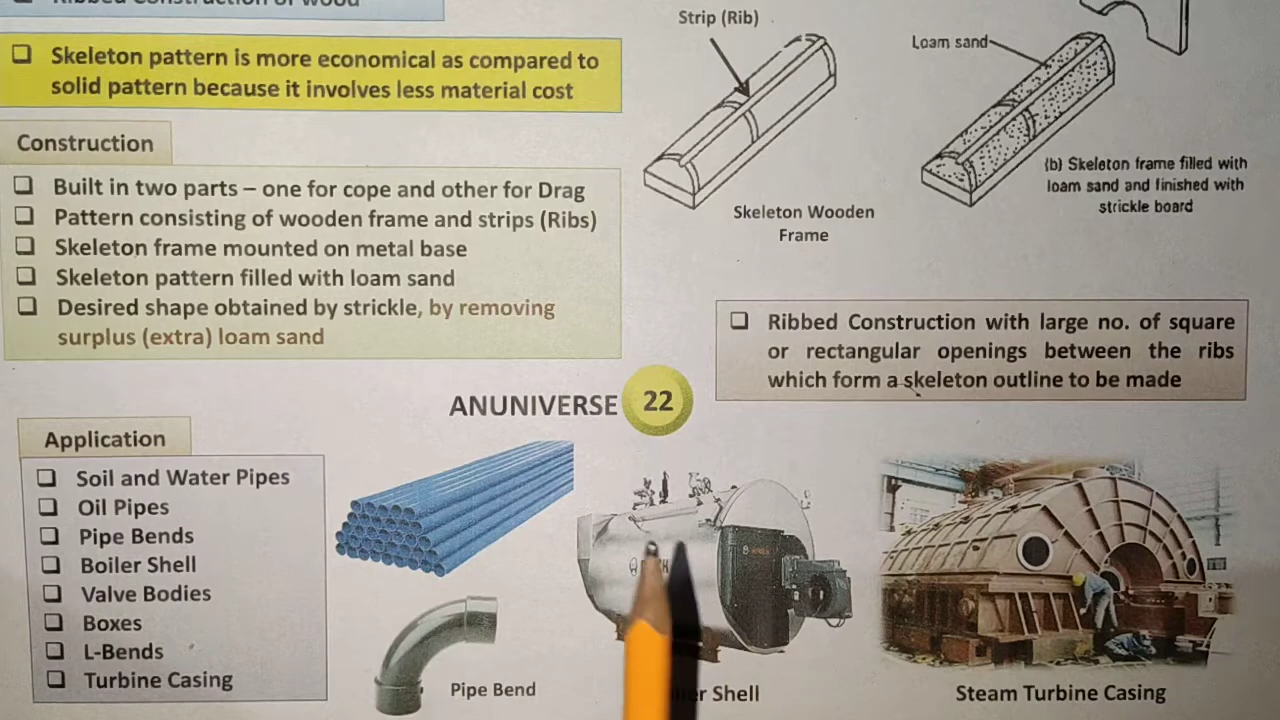 Ribbed Construction of wood
Skeleton pattern is more economical as compared to
solid pattern because it involves less material cost
Construction
Built in two parts – one for cope and other for Drag
Pattern consisting of wooden frame and strips (Ribs)
Skeleton frame mounted on metal base
Skeleton pattern filled with loam sand
Desired shape obtained by strickle, by removing
surplus (extra) loam sand
Strip (Rib)
Skeleton Wooden
Frame
Loam sand
(b) Skeleton frame filled with
loam sand and finished with
strickle board
Ribbed Construction with large no. of square
or rectangular openings between the ribs
which form a skeleton outline to be made
ANUNIVERSE 22
Application
Soil and Water Pipes
Oil Pipes
Pipe Bends
Boiler Shell
Valve Bodies
Boxes
L-Bends
Turbine Casing
Pipe Bend
Shell
Steam Turbine Casing